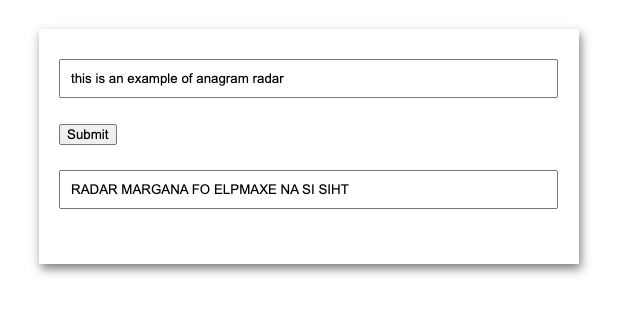 this is an example of anagram radar
Submit
RADAR MARGANA FO ELPMAXE NA SI SIHT